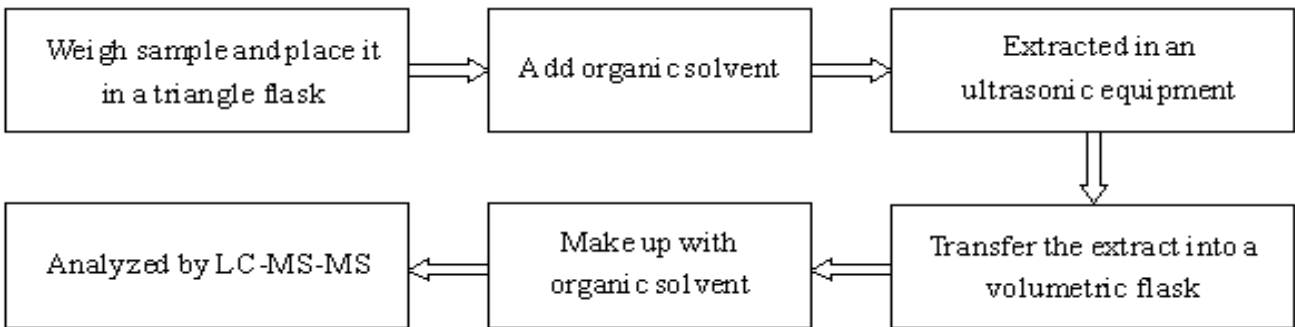 Weigh sample and place it
in a triangle flask
Add organic solvent
Extracted in an
ultrasonic equipment
Transfer the extract into a
volumetric flask
Make up with
organic solvent
Analyzed by LC-MS-MS